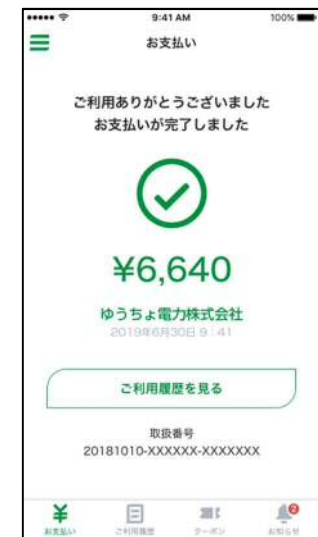 9:41 AM
100%
お支払い
ご利用ありがとうございました
お支払いが完了しました
¥6,640
ゆうちょ電力株式会社
2019年6月30日 9：41
ご利用履歴を見る
取扱番号
20181010-XXXXXX-XXXXXXX
お支払い
ご利用履歴
クーポン
2
お知らせ